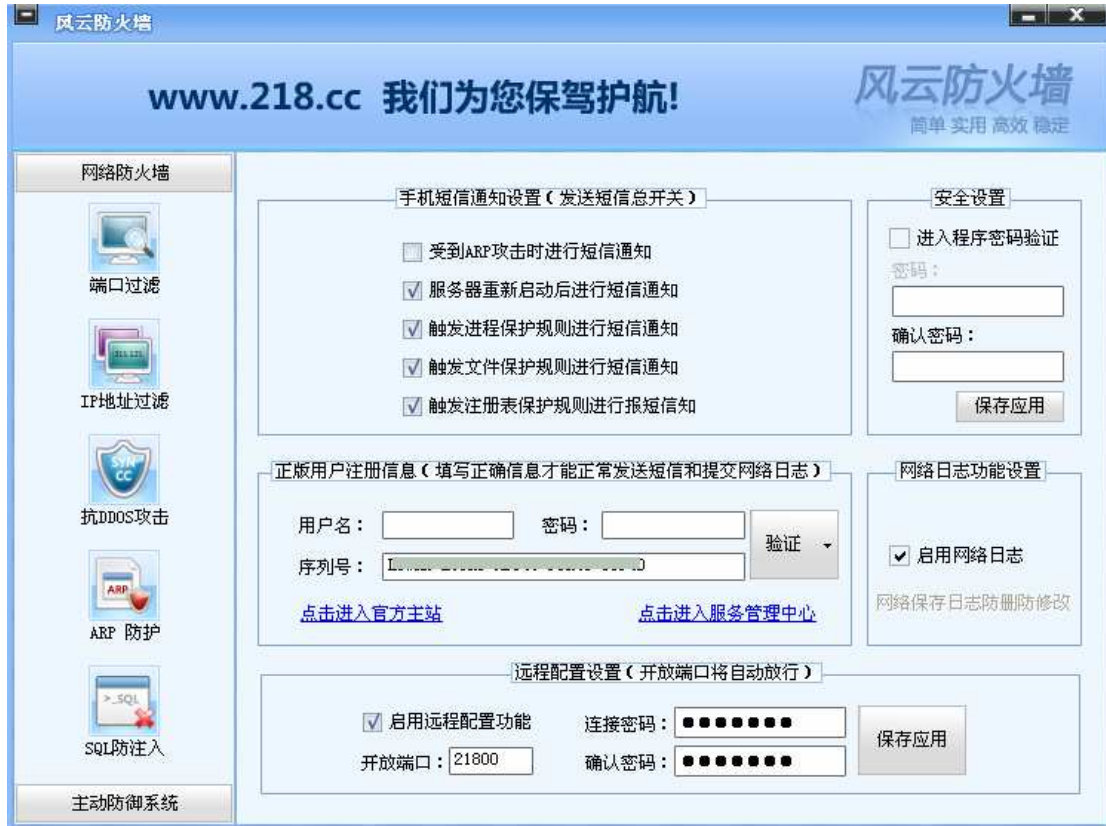 风云防火墙
www.218.cc 我们为您保驾护航!
风云防火墙
简单 实用 高效 稳定
网络防火墙
端口过滤
IP地址过滤
SYN
CC
抗DDOS攻击
ARP
ARP 防护
>_SQL
SQL防注入
主动防御系统
手机短信通知设置(发送短信总开关)
受到ARP攻击时进行短信通知
服务器重新启动后进行短信通知
触发进程保护规则进行短信通知
触发文件保护规则进行短信通知
触发注册表保护规则进行报短信知
安全设置
进入程序密码验证
密码:
确认密码:
保存应用
正版用户注册信息(填写正确信息才能正常发送短信和提交网络日志)
用户名: 密码:
验证
序列号:
点击进入官方主站 点击进入服务管理中心
网络日志功能设置
启用网络日志
网络保存日志防删防修改
远程配置设置(开放端口将自动放行)
启用远程配置功能 连接密码:●●●●●●●
开放端口:21800 确认密码:●●●●●●●
保存应用